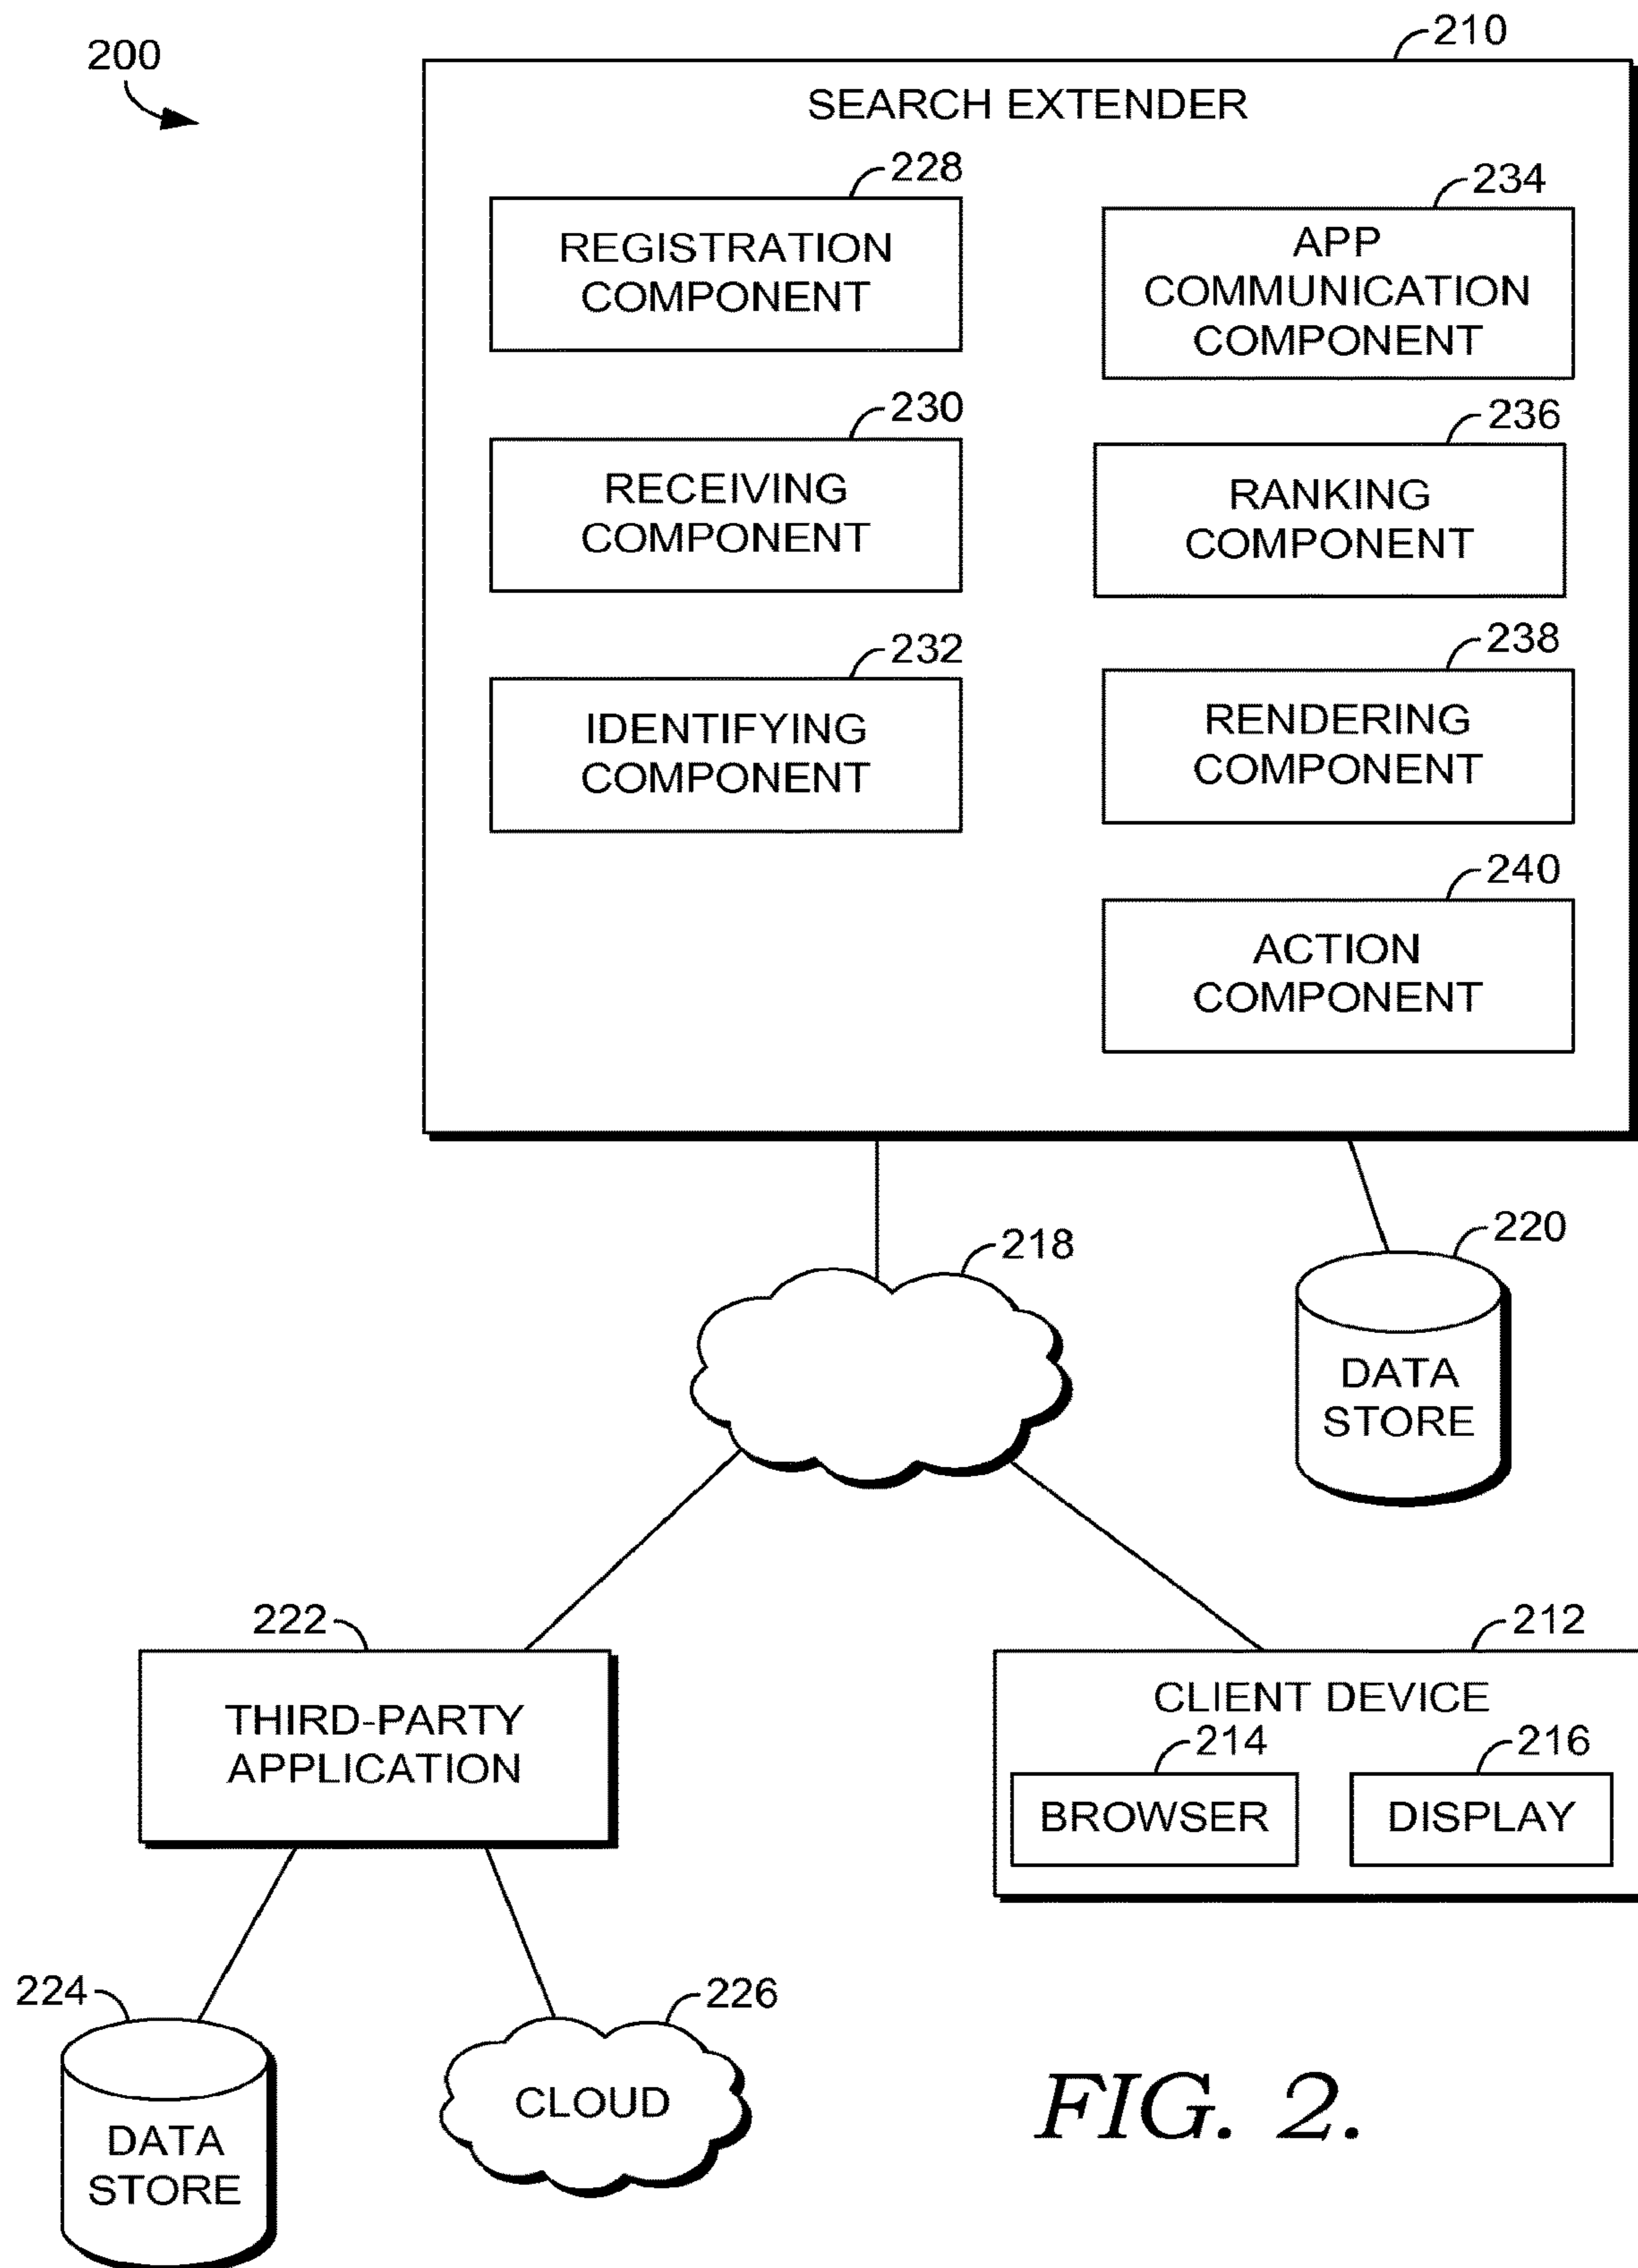 200
210
SEARCH EXTENDER
228
REGISTRATION
COMPONENT
234
APP
COMMUNICATION
COMPONENT
230
RECEIVING
COMPONENT
236
RANKING
COMPONENT
232
IDENTIFYING
COMPONENT
238
RENDERING
COMPONENT
240
ACTION
COMPONENT
218
220
DATA
STORE
222
THIRD-PARTY
APPLICATION
212
CLIENT DEVICE
214
BROWSER
216
DISPLAY
224
DATA
STORE
226
CLOUD
FIG. 2.